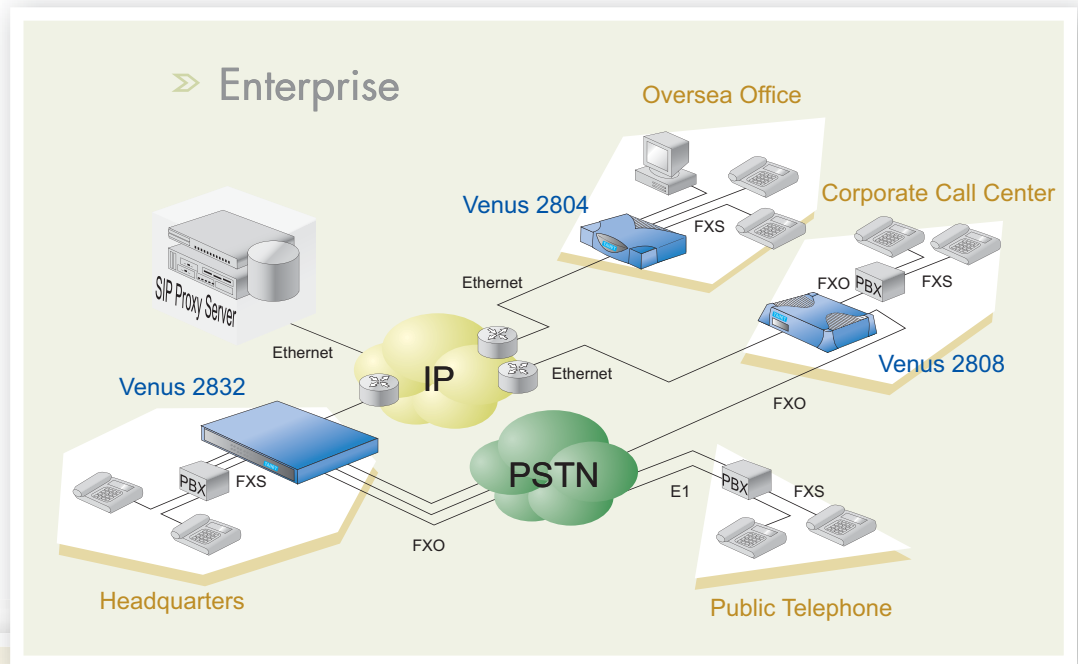 Enterprise
Oversea Office
Corporate Call Center
Venus 2804
FXS
Ethernet
FXO
PBX
FXS
SIP Proxy Server
Ethernet
IP
Ethernet
Venus 2808
Venus 2832
FXO
PSTN
PBX
FXS
PBX
FXS
E1
FXO
Headquarters
Public Telephone